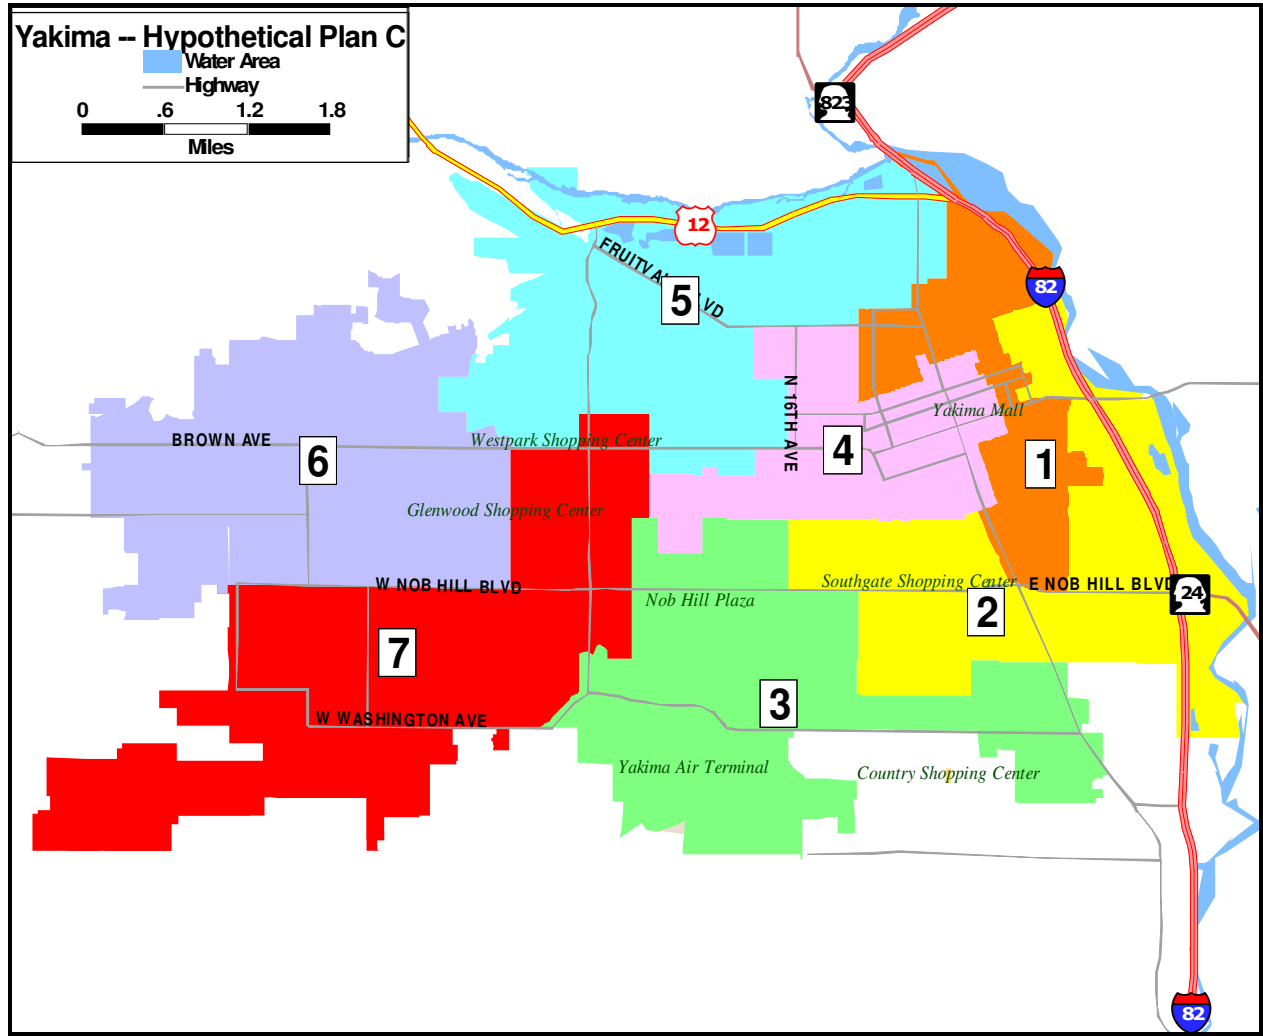 Yakima -- Hypothetical Plan C
Water Area
Highway
0 .6 1.2 1.8
Miles
823
12
82
FRUITVA LVD
5
N 16TH AVE
Yakima Mall
BROWN AVE
Westpark Shopping Center
6
4
1
Glenwood Shopping Center
W NOB HILL BLVD
Southgate Shopping Center
E NOB HILL BLVD
24
Nob Hill Plaza
2
7
3
W WASHINGTON AVE
Yakima Air Terminal
Country Shopping Center
82